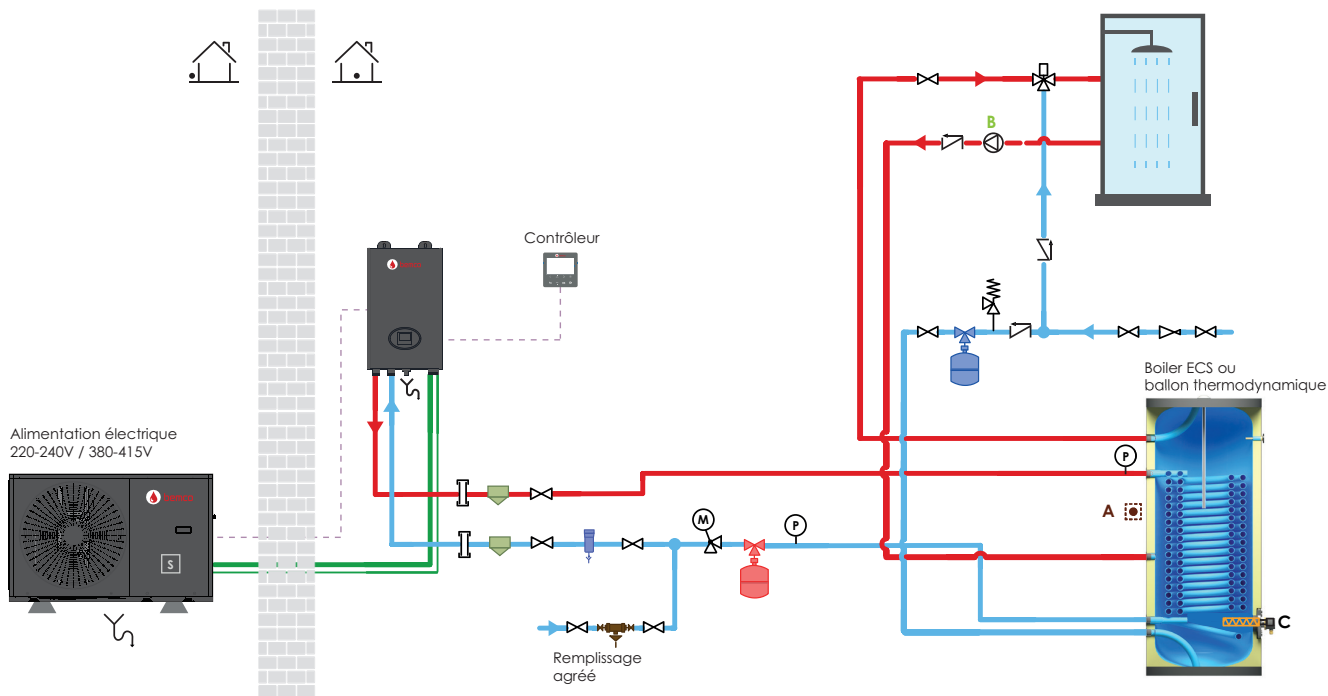 B
Contrôleur
Boiler ECS ou
ballon thermodynamique
Alimentation électrique
220-240V / 380-415V
P
A
M
P
S
C
Remplissage
agréé